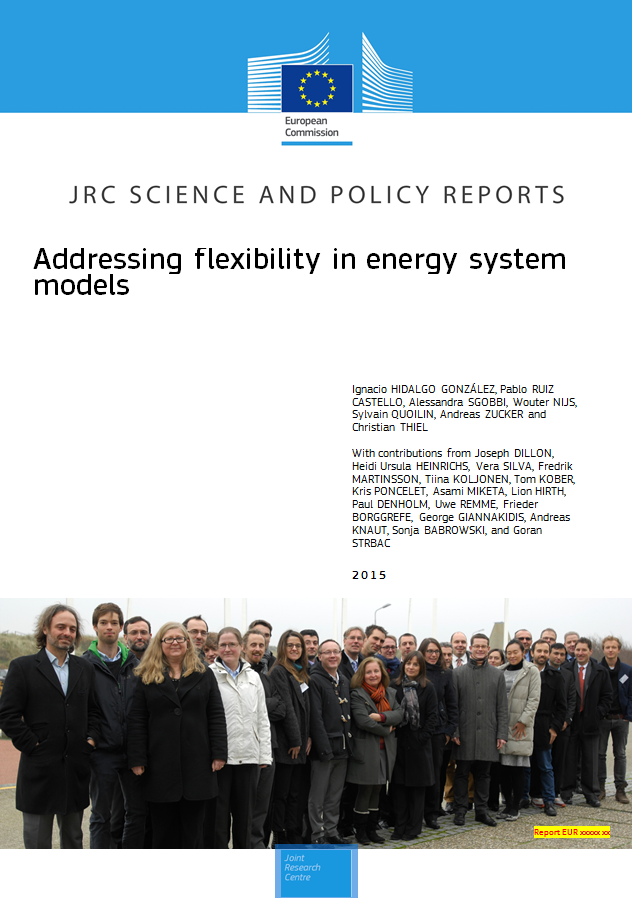 European
Commission
JRC SCIENCE AND POLICY REPORTS
Addressing flexibility in energy system
models
Ignacio HIDALGO GONZÁLEZ, Pablo RUIZ
CASTELLO, Alessandra SGOBBI, Wouter NIJS,
Sylvain QUOILIN, Andreas ZUCKER and
Christian THIEL
With contributions from Joseph DILLON,
Heidi Ursula HEINRICHS, Vera SILVA, Fredrik
MARTINSSON, Tiina KOLJONEN, Tom KOBER,
Kris PONCELET, Asami MIKETA, Lion HIRTH,
Paul DENHOLM, Uwe REMME, Frieder
BORGGREFE, George GIANNAKIDIS, Andreas
KNAUT, Sonja BABROWSKI, and Goran
STRBAC
2015
Report EUR xxxxx xx
Joint
Research
Centre